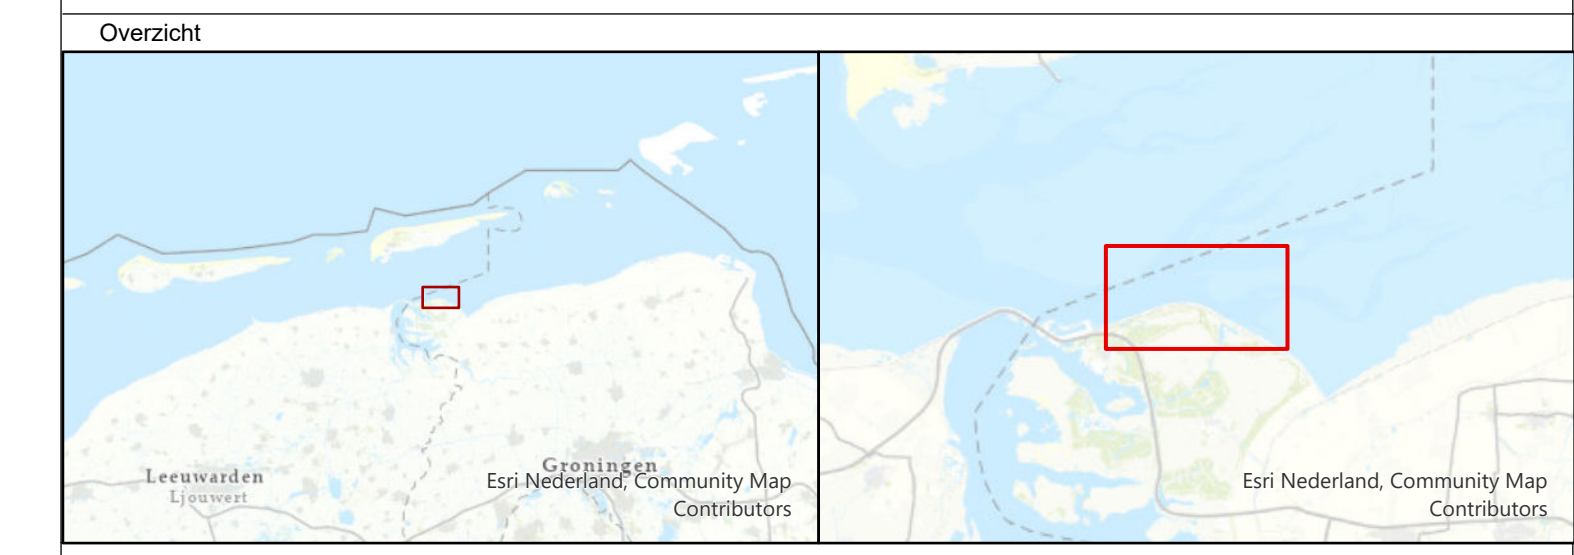 Overzicht
Leeuwarden
Ljouwert
Groningen
Esri Nederland, Community Map
Contributors
Esri Nederland, Community Map
Contributors